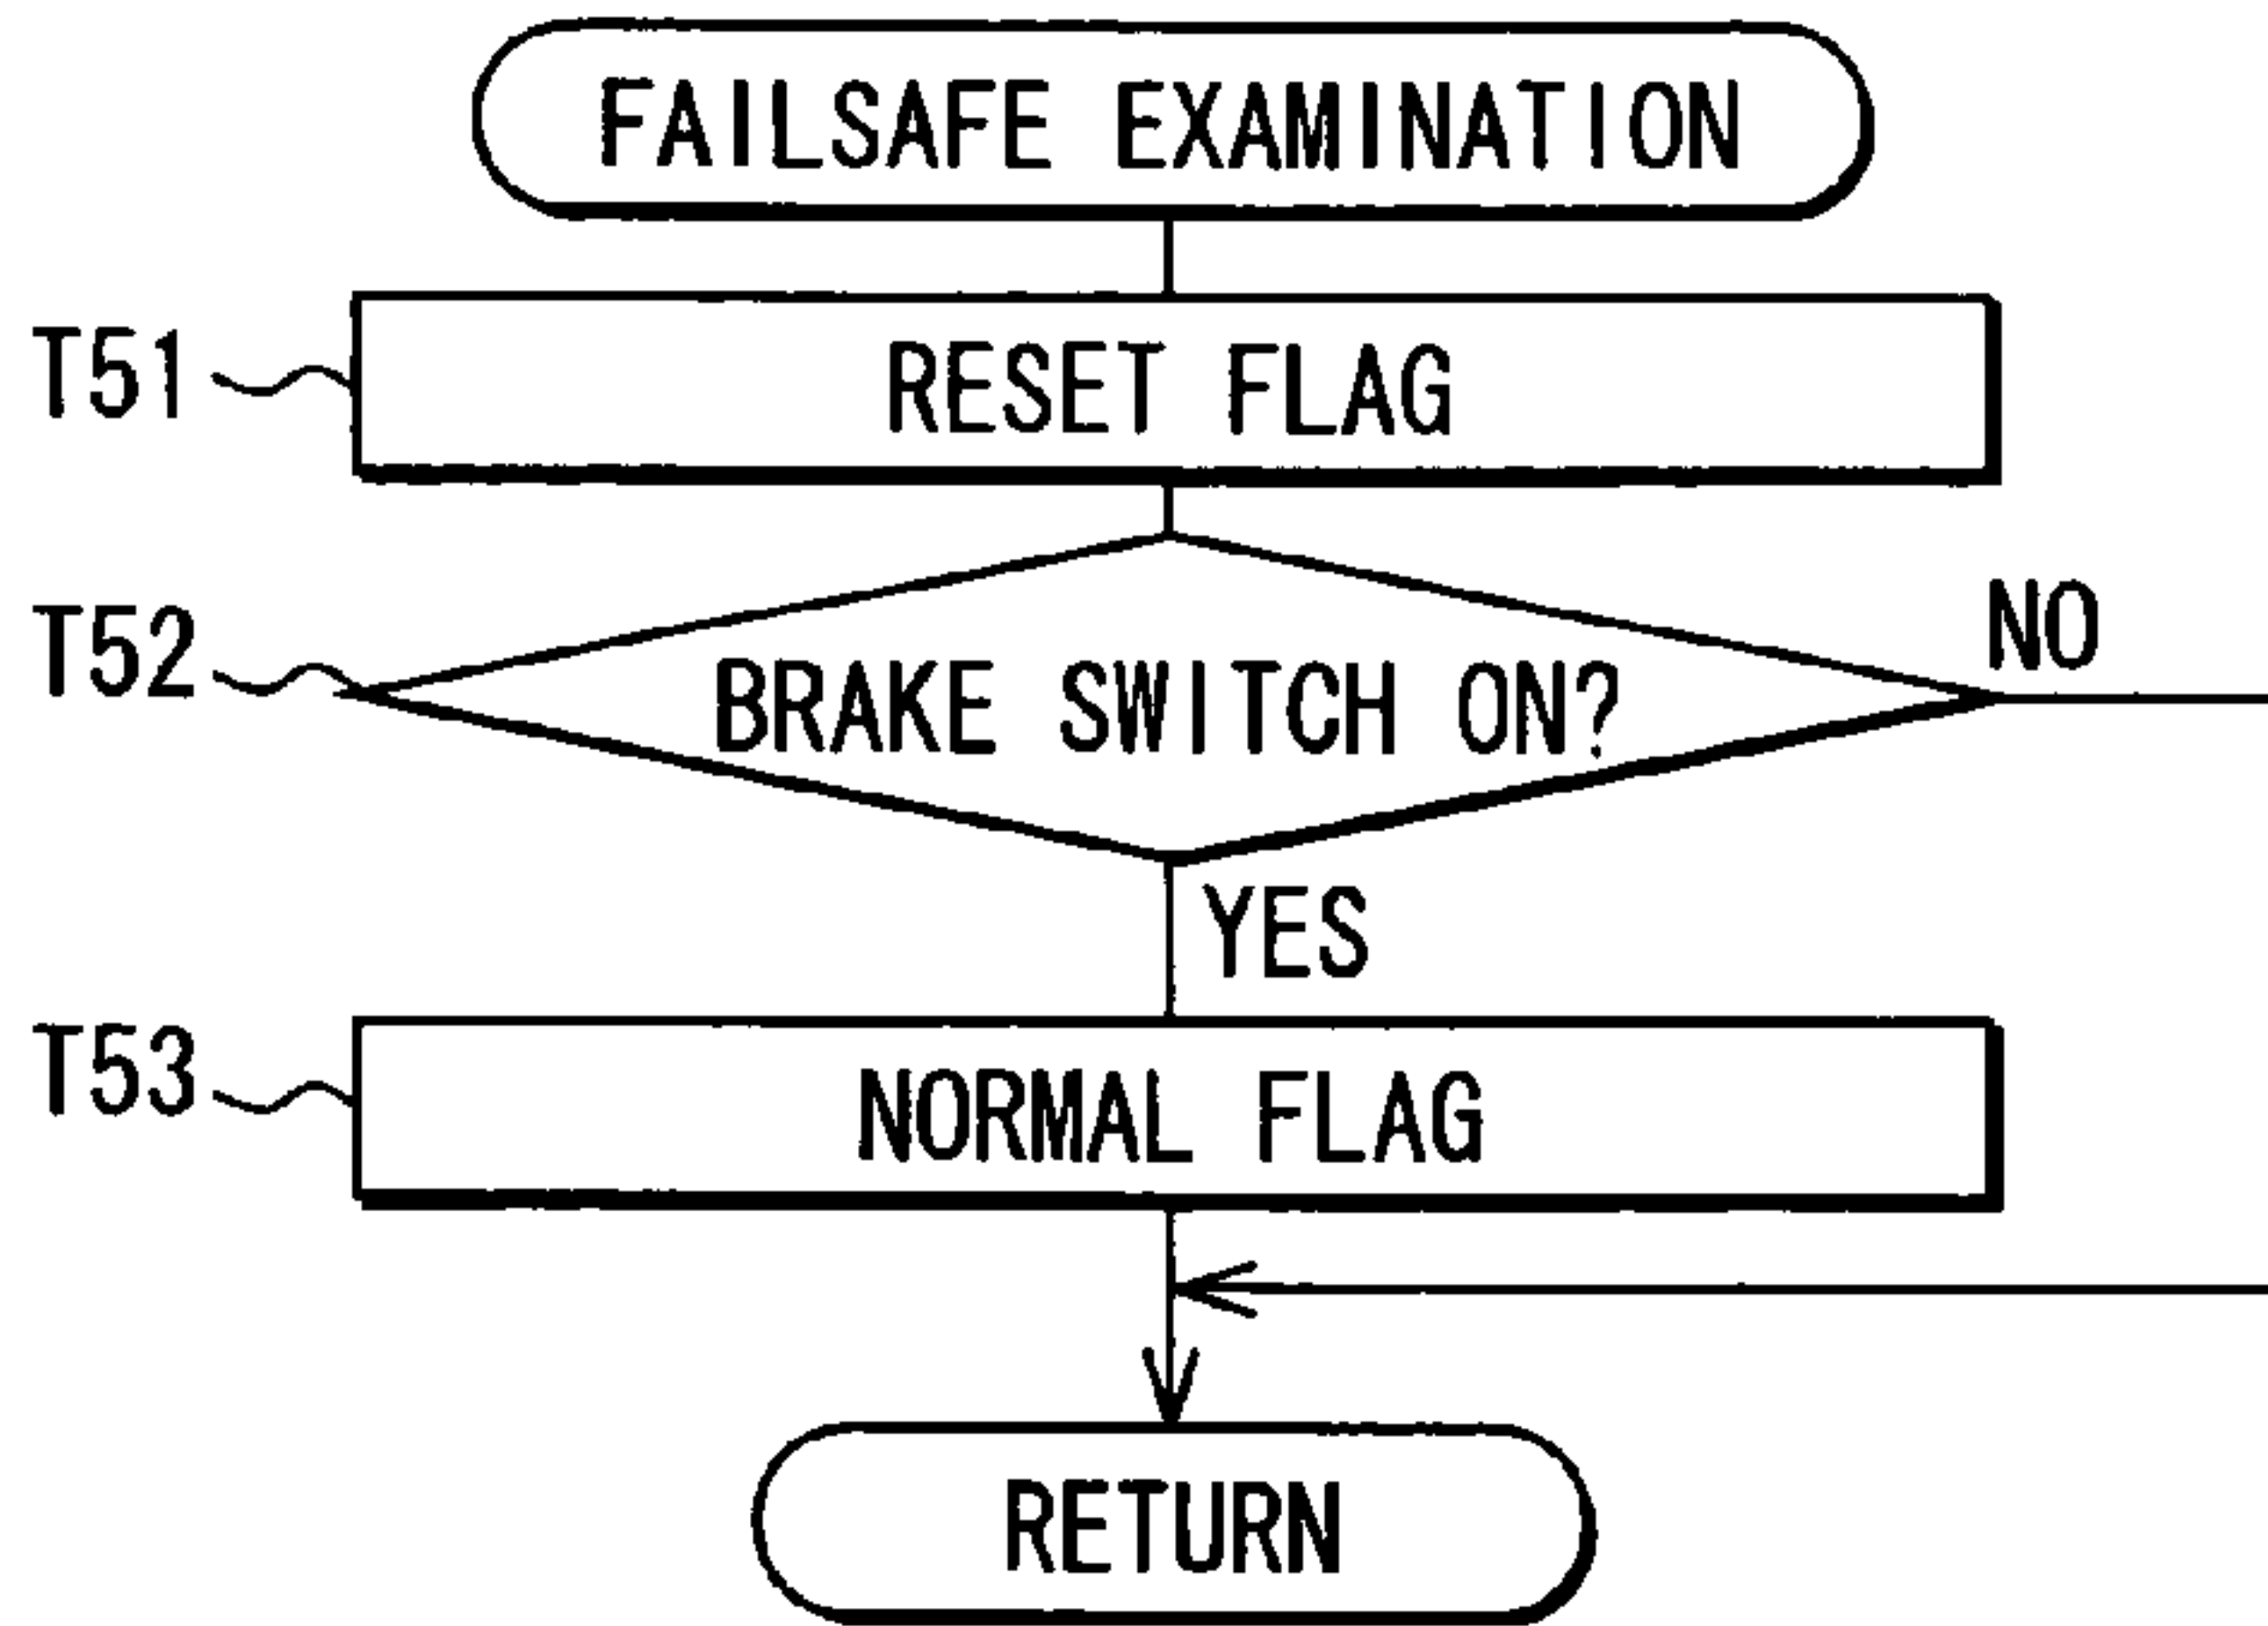 FAILSAFE EXAMINATION
T51
RESET FLAG
T52
BRAKE SWITCH ON?
NO
YES
T53
NORMAL FLAG
RETURN